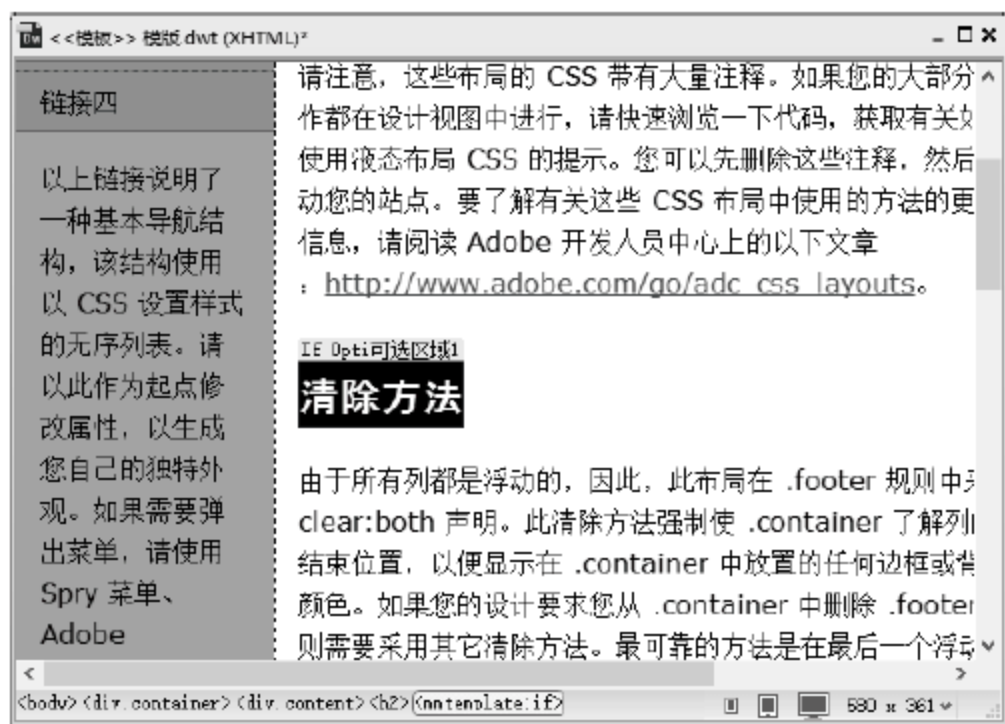 <<模板>> 模版.dwt (XHTML)*
链接四
以上链接说明了
一种基本导航结
构，该结构使用
以 CSS 设置样式
的无序列表。请
以此作为起点修
改属性，以生成
您自己的独特外
观。如果需要弹
出菜单，请使用
Spry 菜单、
Adobe
请注意，这些布局的 CSS 带有大量注释。如果您的大部分
作都在设计视图中进行，请快速浏览一下代码，获取有关
使用液态布局 CSS 的提示。您可以先删除这些注释，然后
动您的站点。要了解有关这些 CSS 布局中使用的方法的更
信息，请阅读 Adobe 开发人员中心上的以下文章
：http://www.adobe.com/go/adc_css_layouts。
IE Opti可选区域1
清除方法
由于所有列都是浮动的，因此，此布局在 .footer 规则中
clear:both 声明。此清除方法强制使 .container 了解列
结束位置，以便显示在 .container 中放置的任何边框或
颜色。如果您的设计要求您从 .container 中删除 .footer
则需要采用其它清除方法。最可靠的方法是在最后一个浮
<body><div.container><div.content><h2><mmtemplate:if>
580 x 361